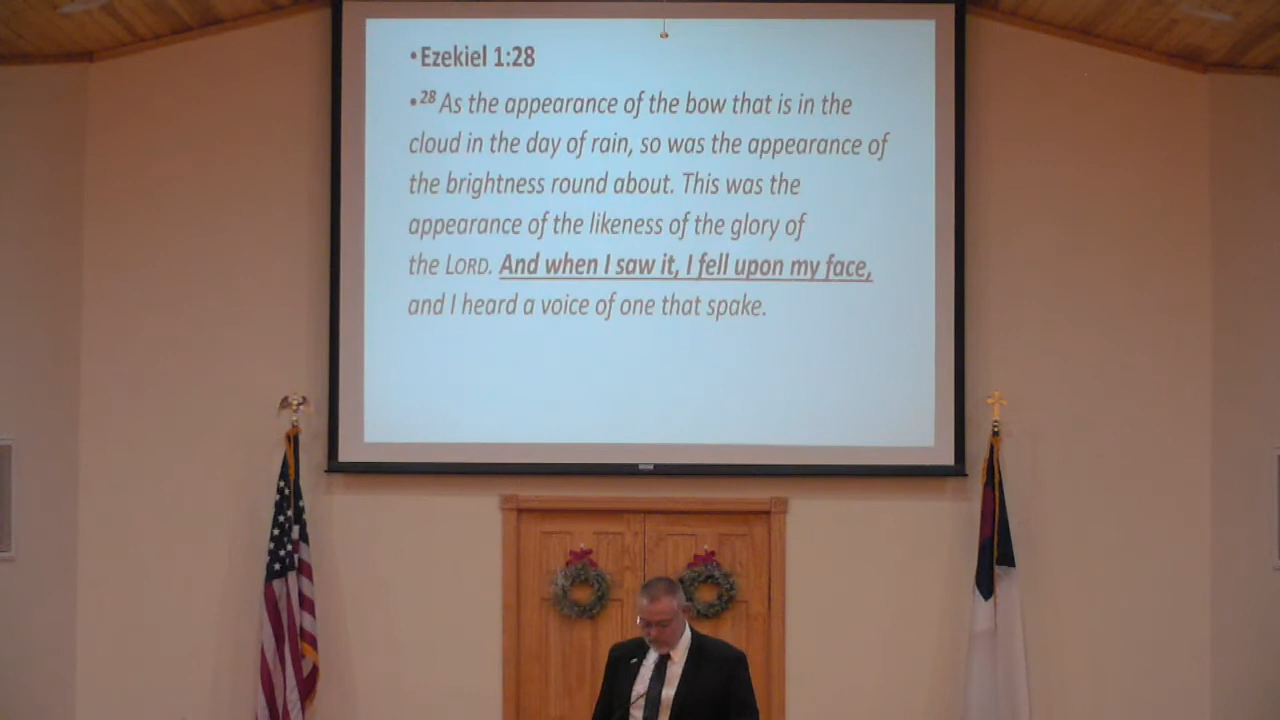 •Ezekiel 1:28
•28 As the appearance of the bow that is in the
cloud in the day of rain, so was the appearance of
the brightness round about. This was the
appearance of the likeness of the glory of
the LORD. And when I saw it, I fell upon my face,
and I heard a voice of one that spake.